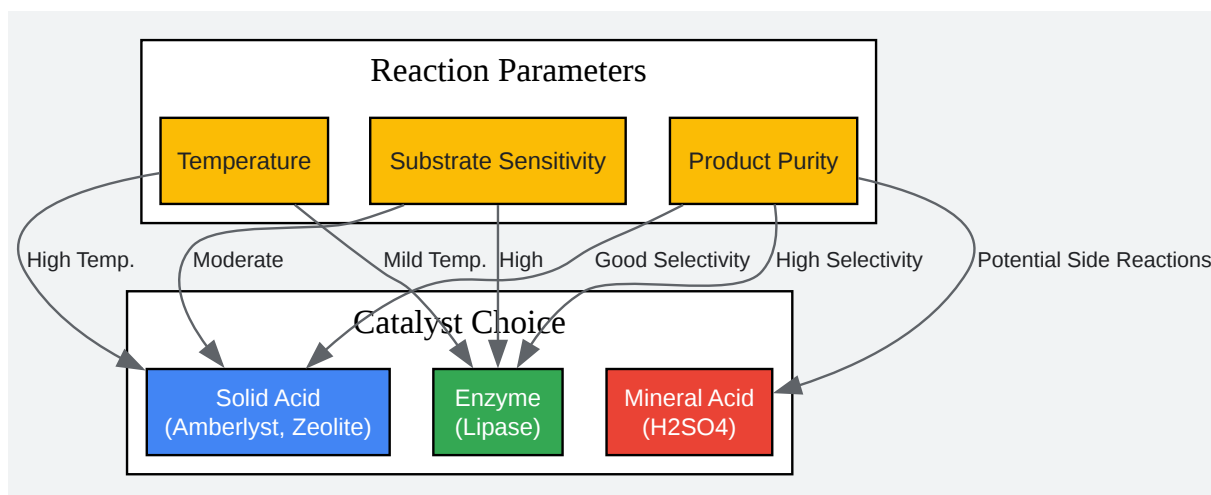 Reaction Parameters
Temperature
Substrate Sensitivity
Product Purity
High Temp.
Moderate
Mild Temp.
High
Good Selectivity
High Selectivity
Potential Side Reactions
Catalyst Choice
Solid Acid
(Amberlyst, Zeolite)
Enzyme
(Lipase)
Mineral Acid
(H2SO4)